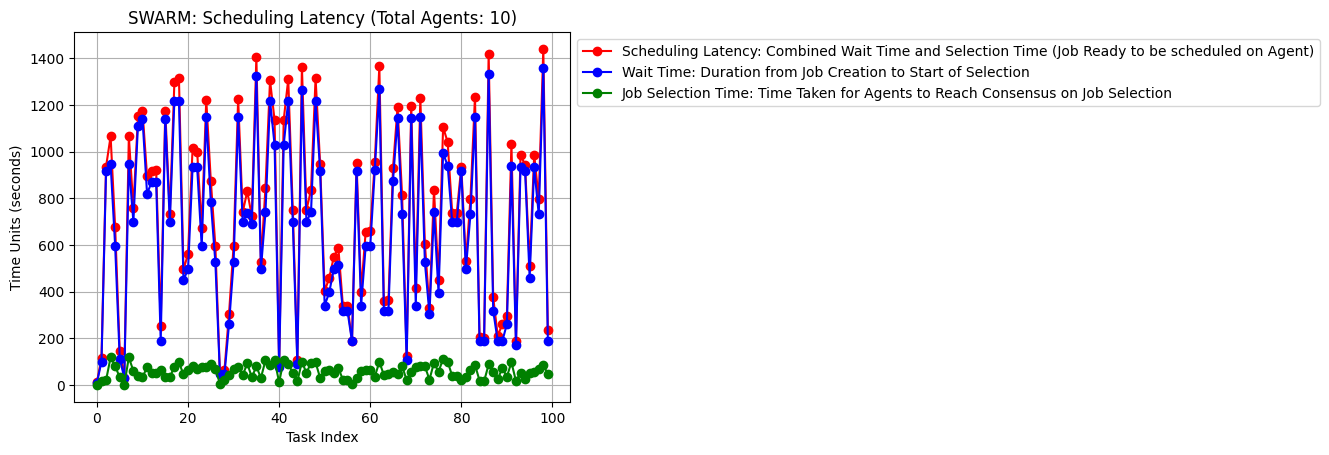 SWARM: Scheduling Latency (Total Agents: 10)
Scheduling Latency: Combined Wait Time and Selection Time (Job Ready to be scheduled on Agent)
Wait Time: Duration from Job Creation to Start of Selection
Job Selection Time: Time Taken for Agents to Reach Consensus on Job Selection
Time Units (seconds)
1400
1200
1000
800
600
400
200
0
0 20 40 60 80 100
Task Index